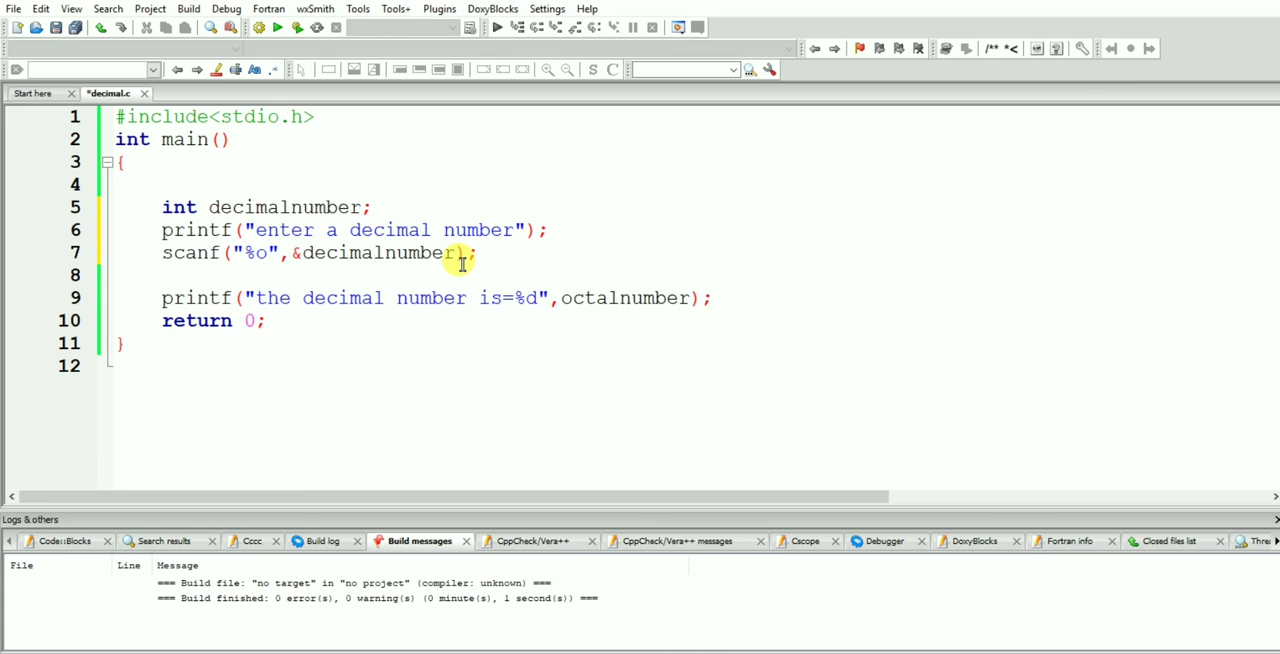 File Edit View Search Project Build Debug Fortran wxSmith Tools Tools+ Plugins DoxyBlocks Settings Help
/** *<
S C
Start here *decimal.c
1 #include<stdio.h>
2 int main()
3 {
4
5 int decimalnumber;
6 printf("enter a decimal number");
7 scanf("%o",&decimalnumber);
8
9 printf("the decimal number is=%d",octalnumber);
10 return 0;
11 }
12
Logs & others
Code::Blocks Search results Cccc Build log Build messages CppCheck/Vera++ CppCheck/Vera++ messages Cscope Debugger DoxyBlocks Fortran info Closed files list Threa
File Line Message
=== Build file: "no target" in "no project" (compiler: unknown) ===
=== Build finished: 0 error(s), 0 warning(s) (0 minute(s), 1 second(s)) ===